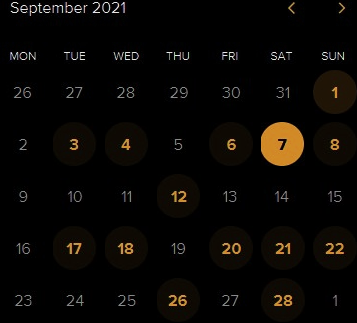 September 2021
MON TUE WED THU FRI SAT SUN
26 27 28 29 30 31 1
2 3 4 5 6 7 8
9 10 11 12 13 14 15
16 17 18 19 20 21 22
23 24 25 26 27 28 1